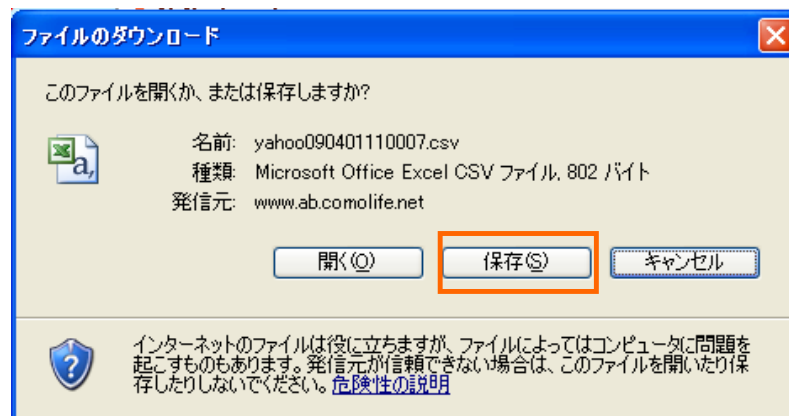 ファイルのダウンロード
このファイルを開くか、または保存しますか?
名前: yahoo090401110007.csv
種類: Microsoft Office Excel CSV ファイル, 802 バイト
発信元: www.ab.comolife.net
開く(O) 保存(S) キャンセル
インターネットのファイルは役に立ちますが、ファイルによってはコンピュータに問題を
起こすものもあります。発信元が信頼できない場合は、このファイルを開いたり保
存したりしないでください。危険性の説明